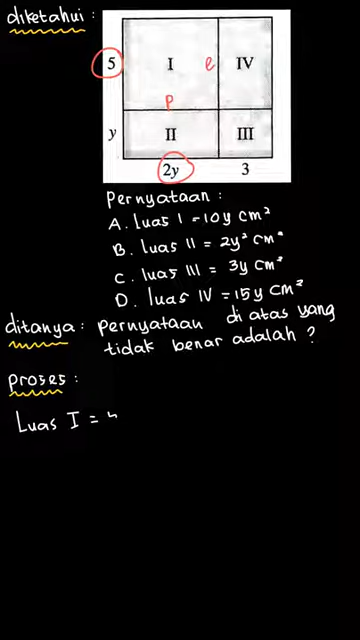 diketahui:
5 I e IV
p
y II III
2y 3
Pernyataan:
A. Luas I = 10y cm²
B. luas II = 2y² cm²
C. luas III = 3y cm²
D. luas IV = 15y cm²
ditanya: pernyataan di atas yang
tidak benar adalah?
proses:
Luas I =